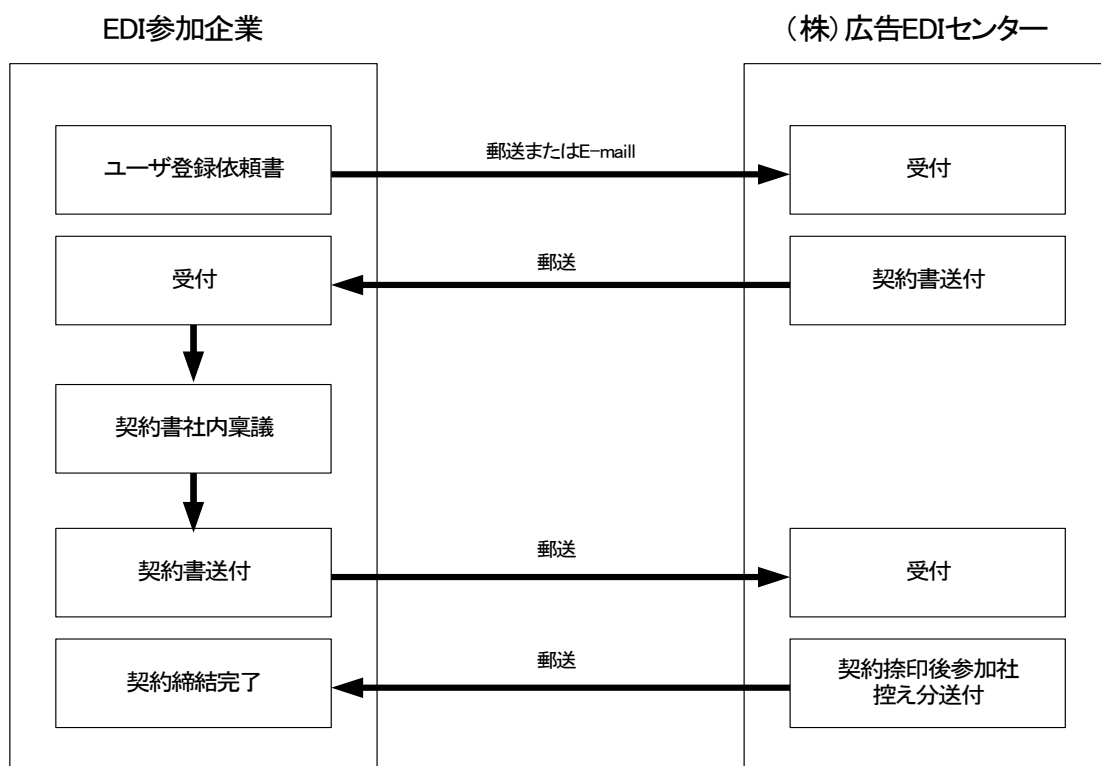 EDI参加企業
(株)広告EDIセンター
ユーザ登録依頼書
郵送またはE-maill
受付
受付
郵送
契約書送付
契約書社内稟議
契約書送付
郵送
受付
契約締結完了
郵送
契約捺印後参加社
控え分送付